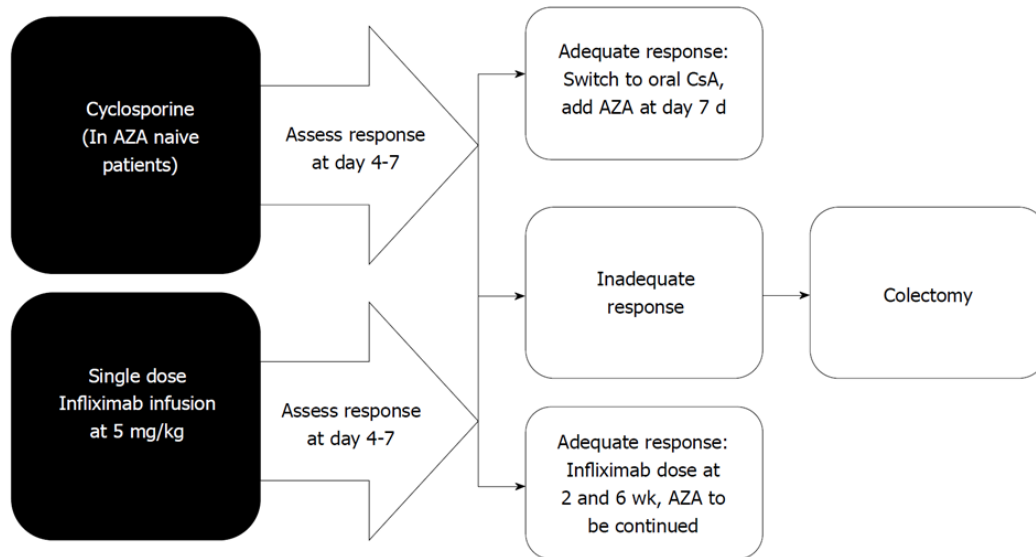 Cyclosporine
(In AZA naive
patients)
Assess response
at day 4-7
Adequate response:
Switch to oral CsA,
add AZA at day 7 d
Inadequate
response
Colectomy
Single dose
Infliximab infusion
at 5 mg/kg
Assess response
at day 4-7
Adequate response:
Infliximab dose at
2 and 6 wk, AZA to
be continued